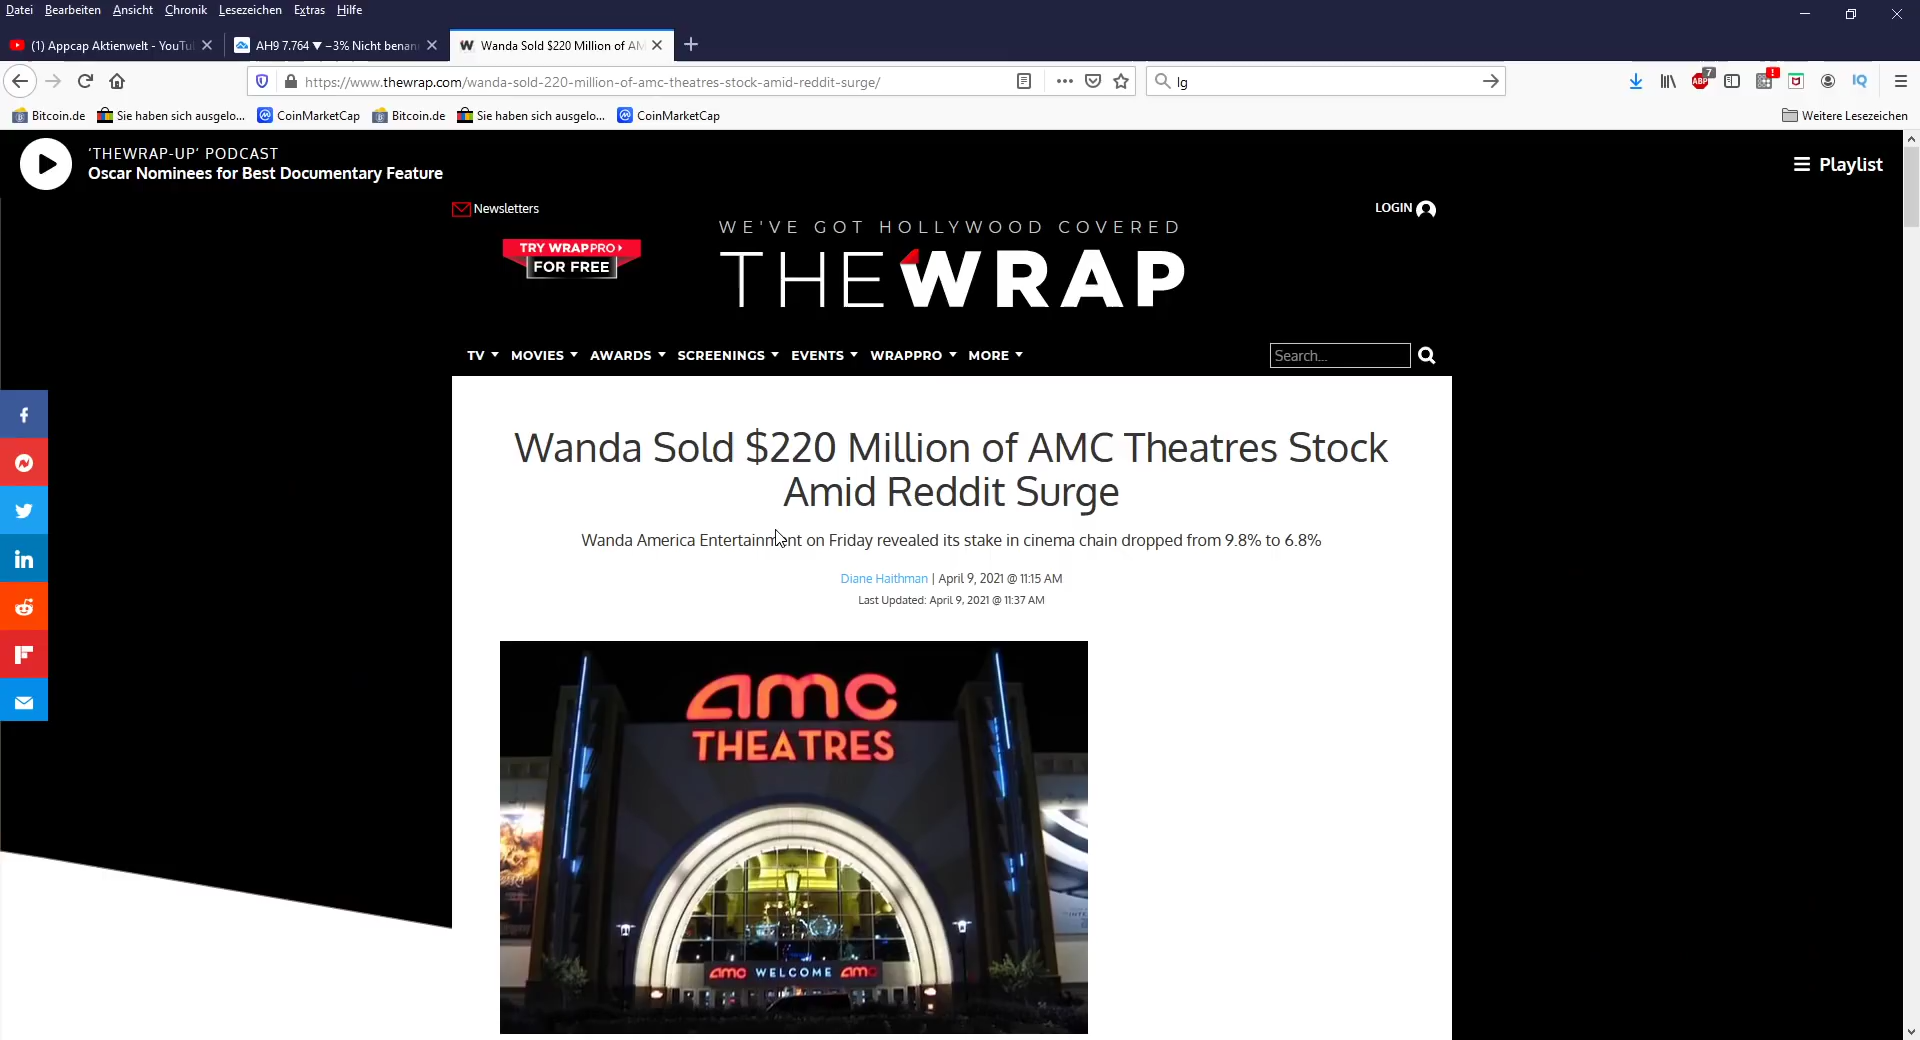 Datei Bearbeiten Ansicht Chronik Lesezeichen Extras Hilfe
(1) Appcap Aktienwelt - YouTu
AH9 7.764 ▼ −3% Nicht benan
Wanda Sold $220 Million of AM
https://www.thewrap.com/wanda-sold-220-million-of-amc-theatres-stock-amid-reddit-surge/
lg
ABP 7
!
IQ
Bitcoin.de Sie haben sich ausgelo... CoinMarketCap Bitcoin.de Sie haben sich ausgelo... CoinMarketCap Weitere Lesezeichen
‘THEWRAP-UP’ PODCAST
Oscar Nominees for Best Documentary Feature
Playlist
Newsletters
LOGIN
TRY WRAPPRO
FOR FREE
WE'VE GOT HOLLYWOOD COVERED
THEWRAP
TV MOVIES AWARDS SCREENINGS EVENTS WRAPPRO MORE
Search...
Wanda Sold $220 Million of AMC Theatres Stock
Amid Reddit Surge
Wanda America Entertainment on Friday revealed its stake in cinema chain dropped from 9.8% to 6.8%
Diane Haithman | April 9, 2021 @ 11:15 AM
Last Updated: April 9, 2021 @ 11:37 AM
amc
THEATRES
amc WELCOME amc